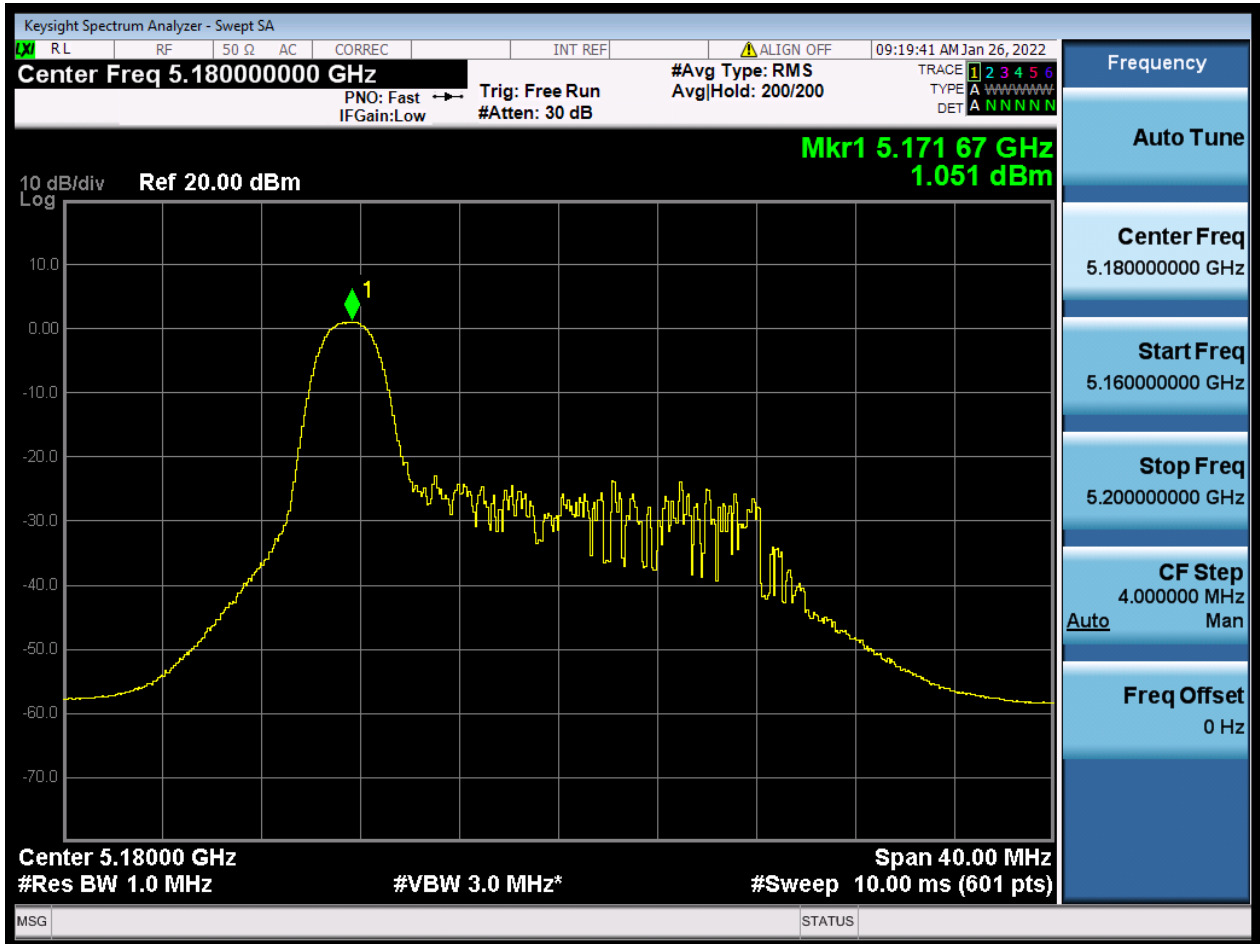 Keysight Spectrum Analyzer - Swept SA
LXI RL RF 50 Ω AC CORREC INT REF ALIGN OFF 09:19:41 AM Jan 26, 2022
Center Freq 5.180000000 GHz
PNO: Fast
IFGain:Low
Trig: Free Run
#Atten: 30 dB
#Avg Type: RMS
Avg|Hold: 200/200
TRACE 1 2 3 4 5 6
TYPE A WWWWW
DET A N N N N N
Mkr1 5.171 67 GHz
1.051 dBm
10 dB/div Ref 20.00 dBm
Log
10.0
1
0.00
-10.0
-20.0
-30.0
-40.0
-50.0
-60.0
-70.0
Center 5.18000 GHz Span 40.00 MHz
#Res BW 1.0 MHz #VBW 3.0 MHz* #Sweep 10.00 ms (601 pts)
MSG STATUS
Frequency
Auto Tune
Center Freq
5.180000000 GHz
Start Freq
5.160000000 GHz
Stop Freq
5.200000000 GHz
CF Step
4.000000 MHz
Auto Man
Freq Offset
0 Hz